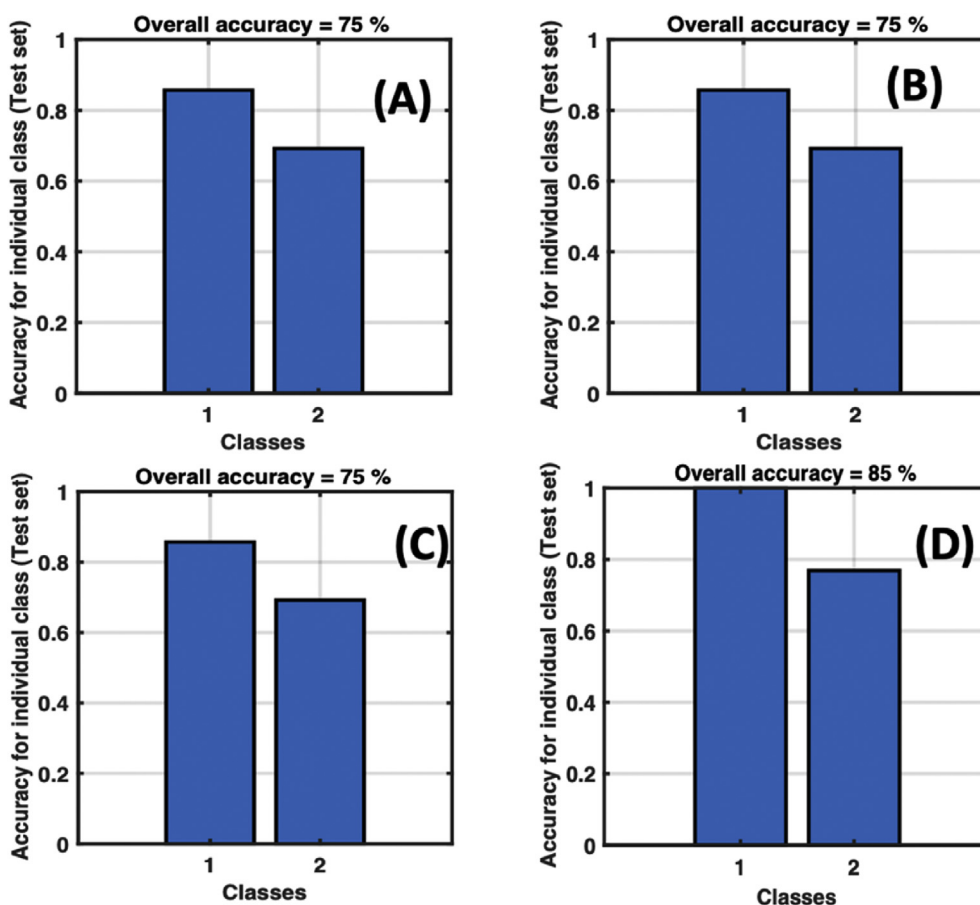 Overall accuracy = 75 %
Accuracy for individual class (Test set)
1
0.8
0.6
0.4
0.2
0
(A)
1
2
Classes
Overall accuracy = 75 %
Accuracy for individual class (Test set)
1
0.8
0.6
0.4
0.2
0
(B)
1
2
Classes
Overall accuracy = 75 %
Accuracy for individual class (Test set)
1
0.8
0.6
0.4
0.2
0
(C)
1
2
Classes
Overall accuracy = 85 %
Accuracy for individual class (Test set)
1
0.8
0.6
0.4
0.2
0
(D)
1
2
Classes